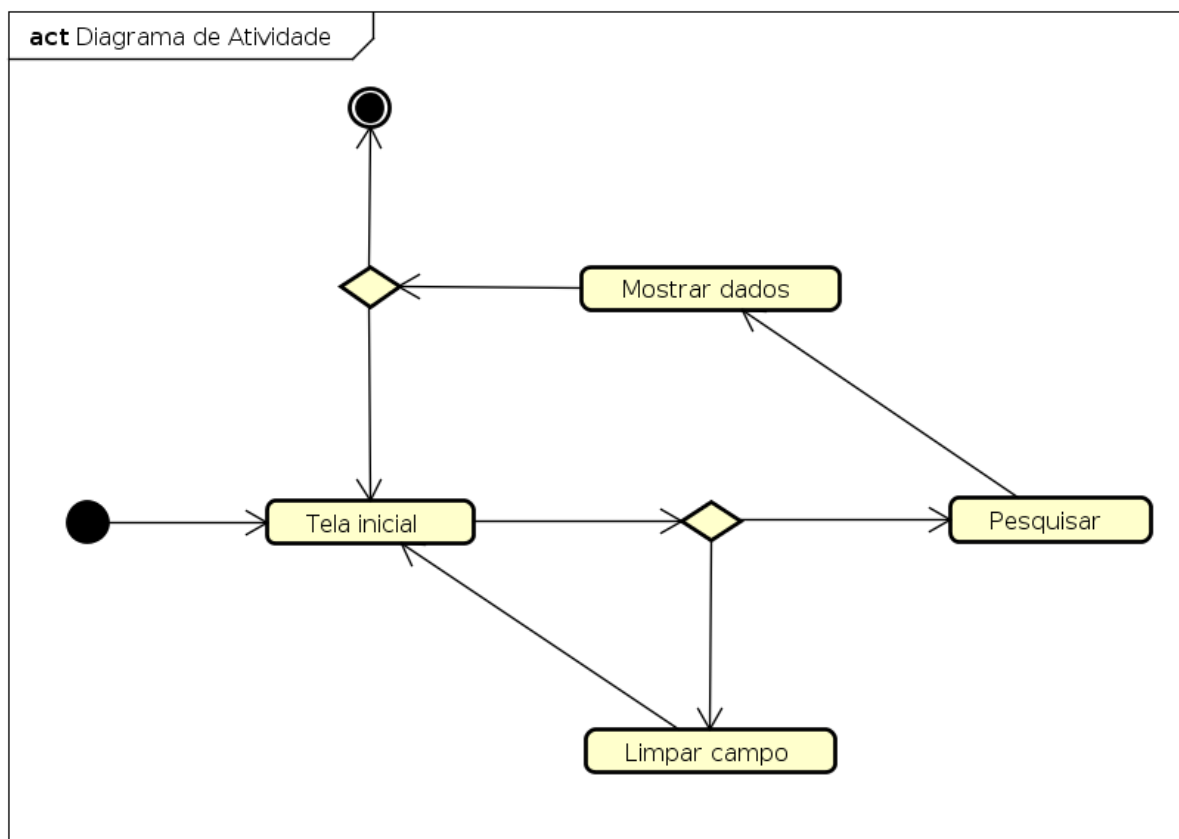 act Diagrama de Atividade
Mostrar dados
Tela inicial
Pesquisar
Limpar campo